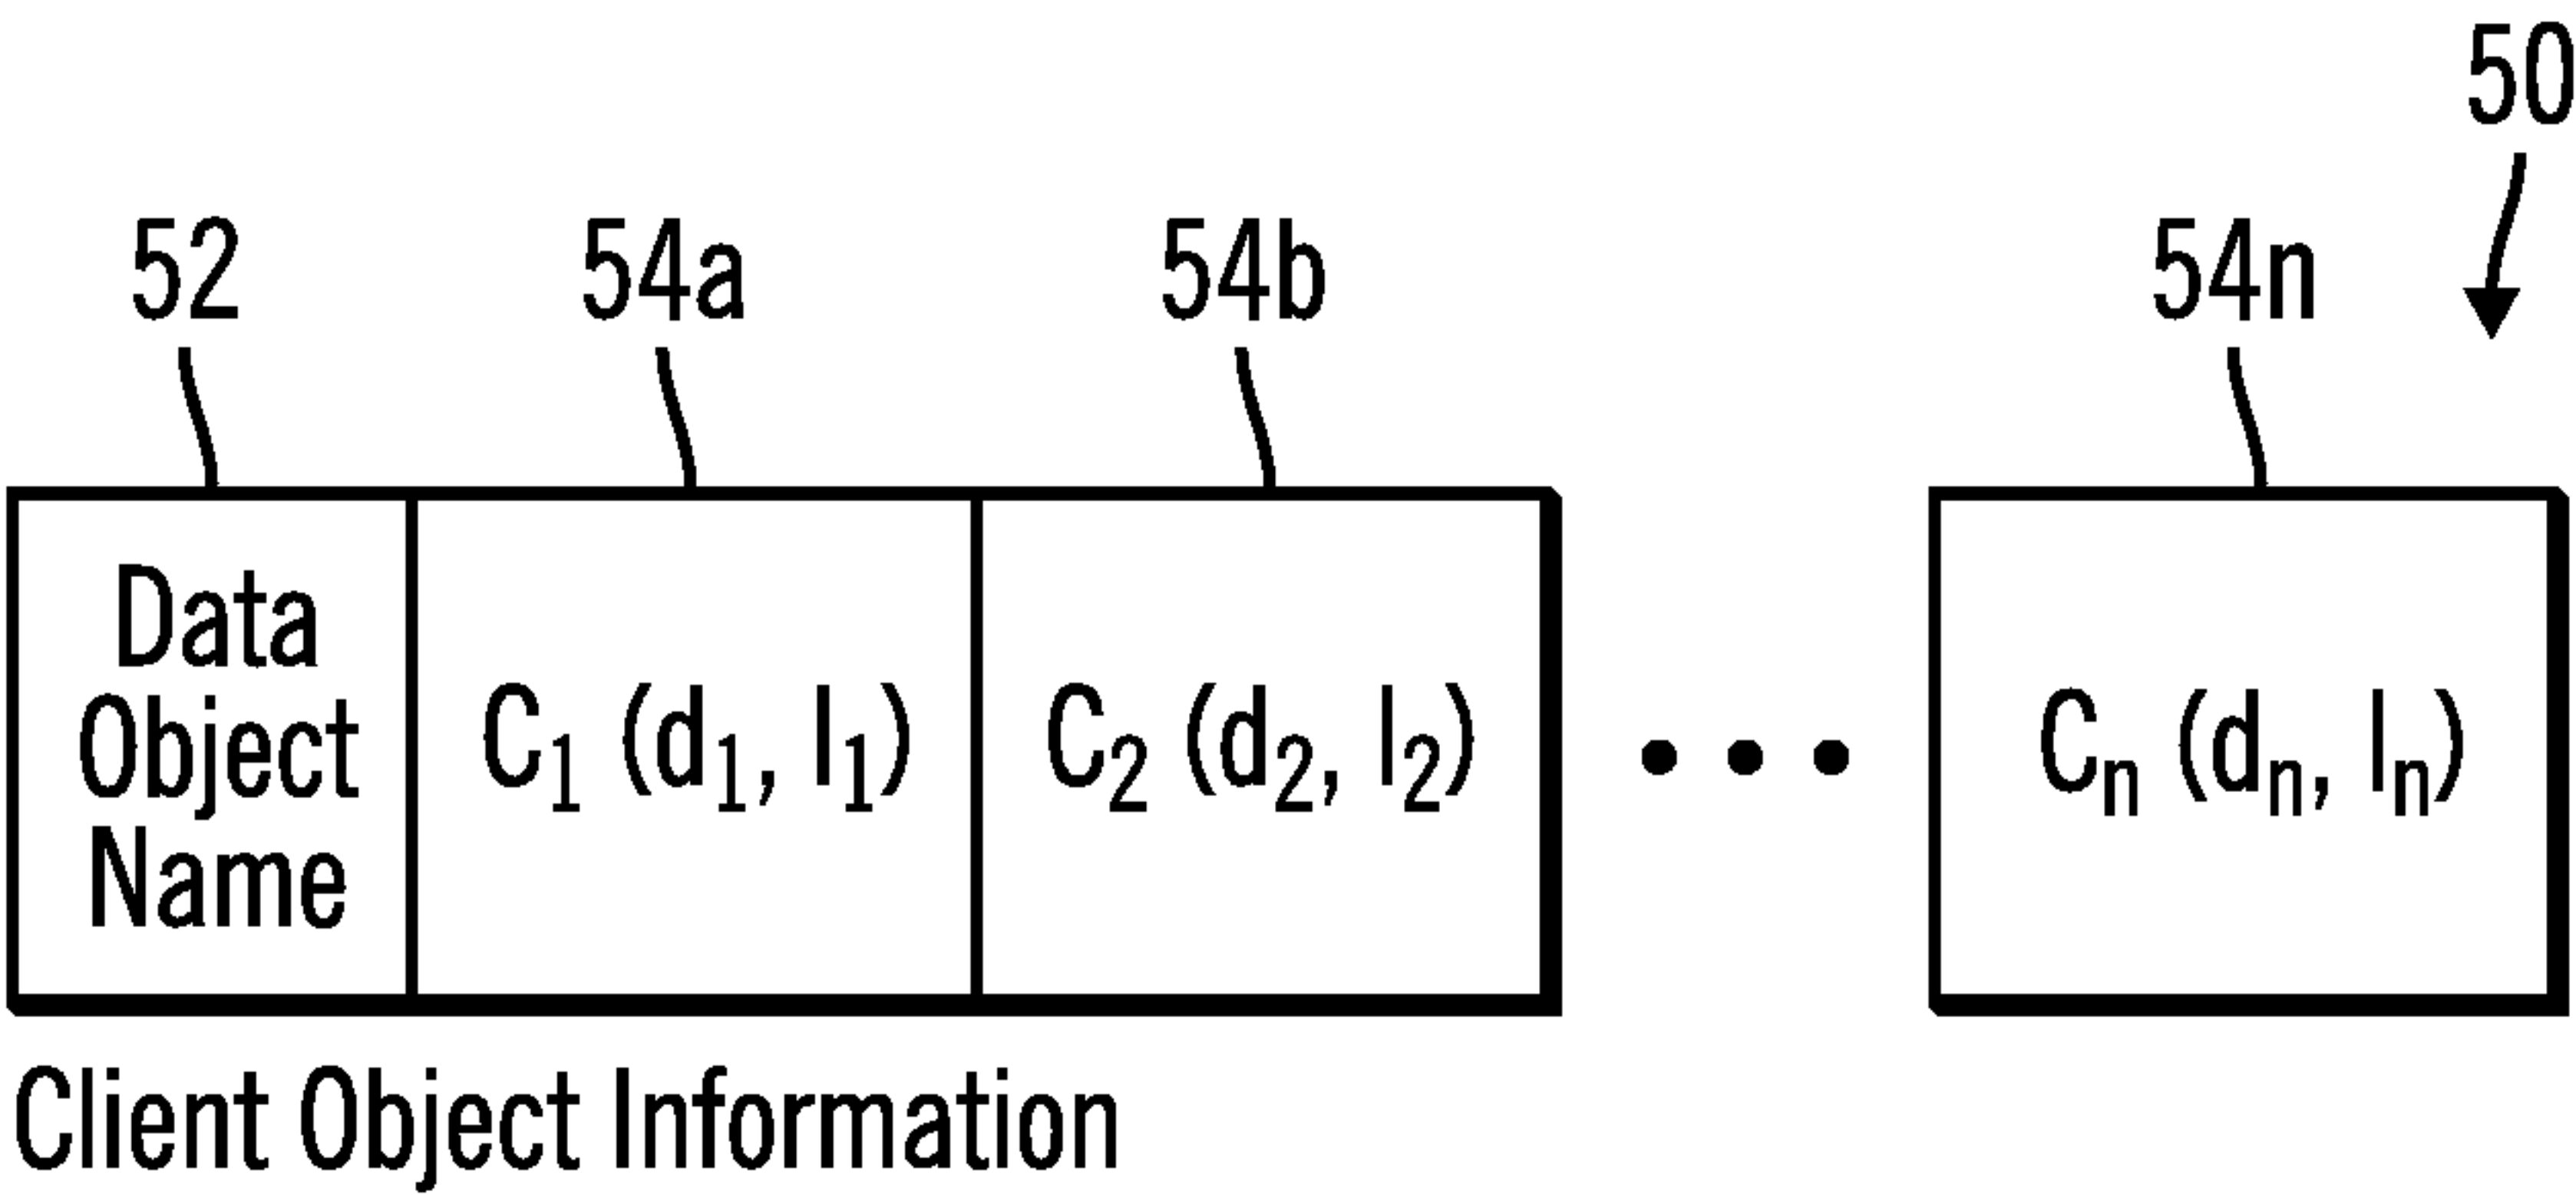 50
52 54a 54b 54n
Data
Object
Name
C₁ (d₁, l₁) C₂ (d₂, l₂) ••• Cₙ (dₙ, lₙ)
Client Object Information